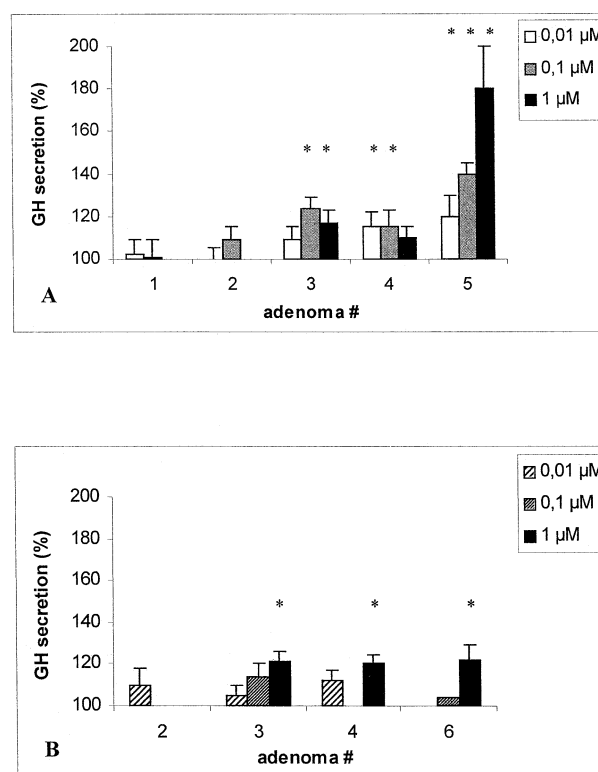 200
180
160
140
120
100
GH secretion (%)
* * * * * * *
0,01 µM
0,1 µM
1 µM
1 2 3 4 5
adenoma #
A
200
180
160
140
120
100
GH secretion (%)
* * *
0,01 µM
0,1 µM
1 µM
2 3 4 6
adenoma #
B